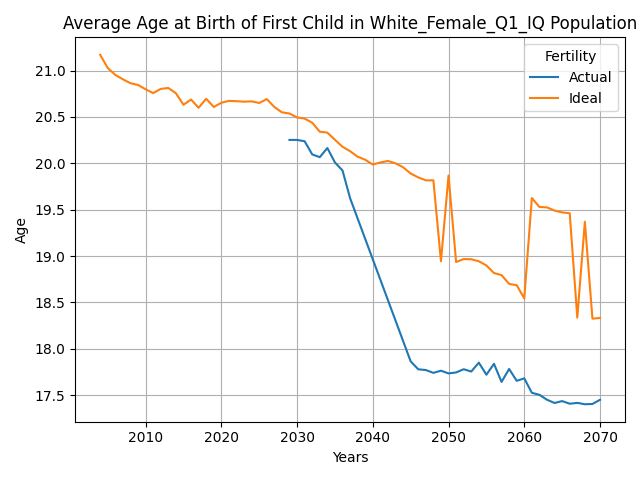 Average Age at Birth of First Child in White_Female_Q1_IQ Population
Fertility
Actual
Ideal
21.0
20.5
20.0
19.5
19.0
18.5
18.0
17.5
Age
2010 2020 2030 2040 2050 2060 2070
Years